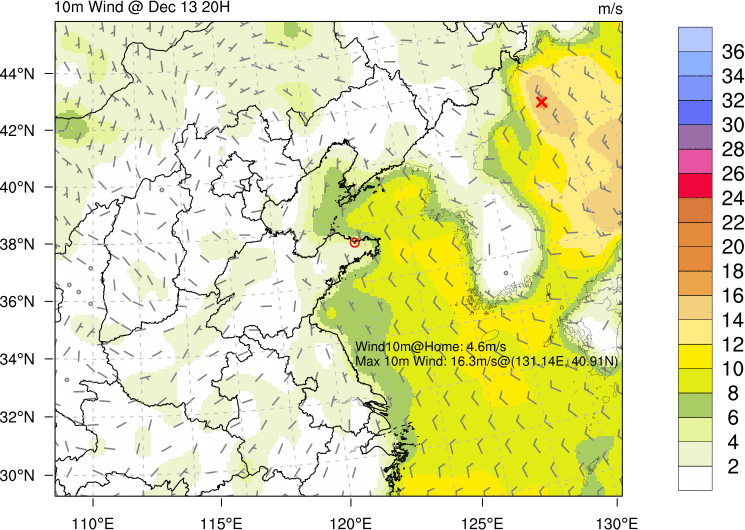 10m Wind @ Dec 13 20H
m/s
44°N
42°N
40°N
38°N
36°N
34°N
32°N
30°N
Wind10m@Home: 4.6m/s
Max 10m Wind: 16.3m/s@(131.14E, 40.91N)
110°E
115°E
120°E
125°E
130°E
36
34
32
30
28
26
24
22
20
18
16
14
12
10
8
6
4
2